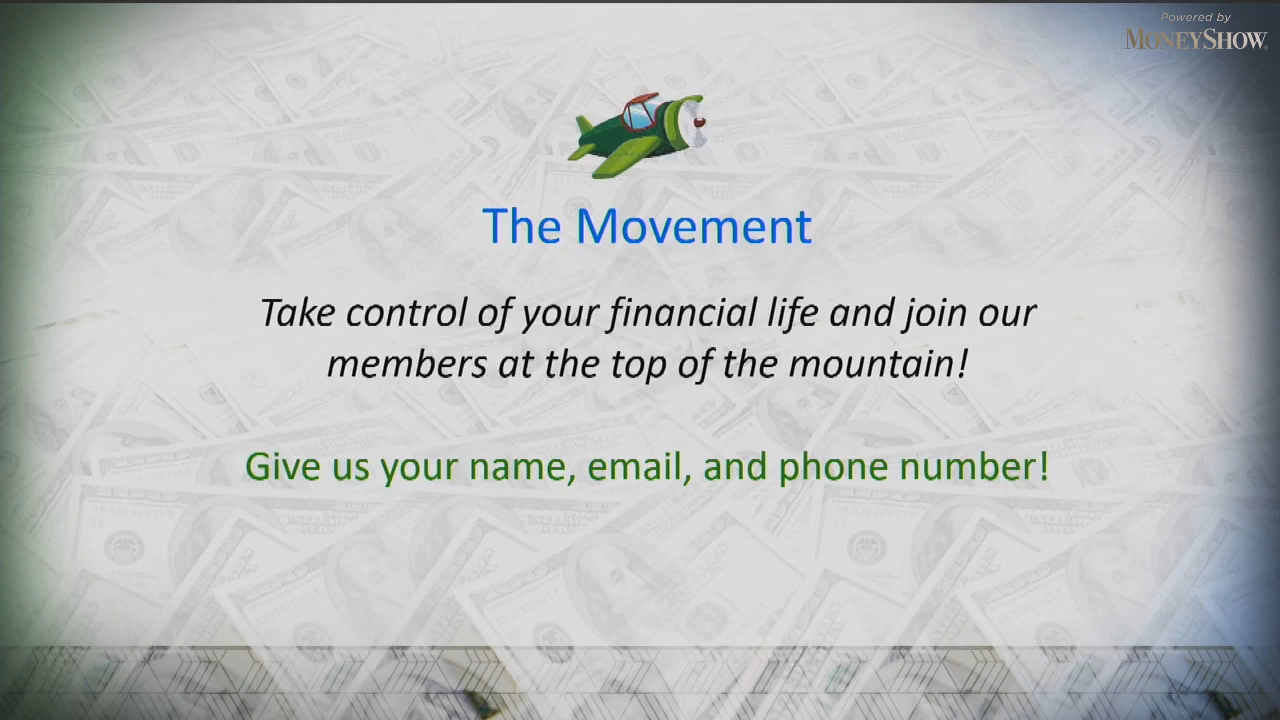 Powered by
MONEYSHOW
The Movement
Take control of your financial life and join our
members at the top of the mountain!
Give us your name, email, and phone number!